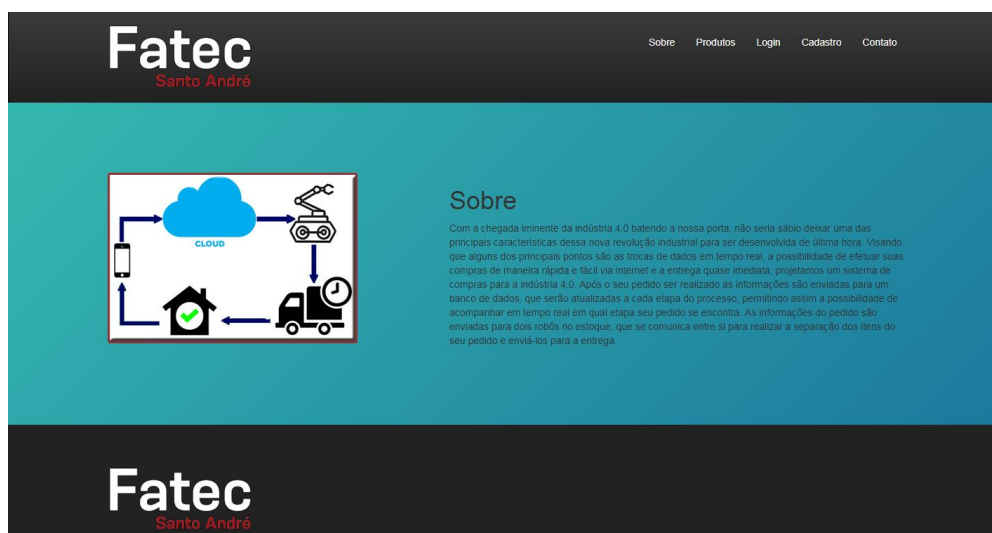 Fatec
Santo André
Sobre Produtos Login Cadastro Contato
CLOUD
Sobre
Com a chegada iminente da indústria 4.0 batendo a nossa porta, não seria sábio deixar uma das
principais características dessa nova revolução industrial para ser desenvolvida de última hora. Visando
que alguns dos principais pontos são as trocas de dados em tempo real, a possibilidade de efetuar suas
compras de maneira rápida e fácil via internet e a entrega quase imediata, projetamos um sistema de
compras para a indústria 4.0. Após o seu pedido ser realizado as informações são enviadas para um
banco de dados, que serão atualizadas a cada etapa do processo, permitindo assim a possibilidade de
acompanhar em tempo real em qual etapa seu pedido se encontra. As informações do pedido são
enviadas para dois robôs no estoque, que se comunica entre si para realizar a separação dos itens do
seu pedido e enviá-los para a entrega.
Fatec
Santo André